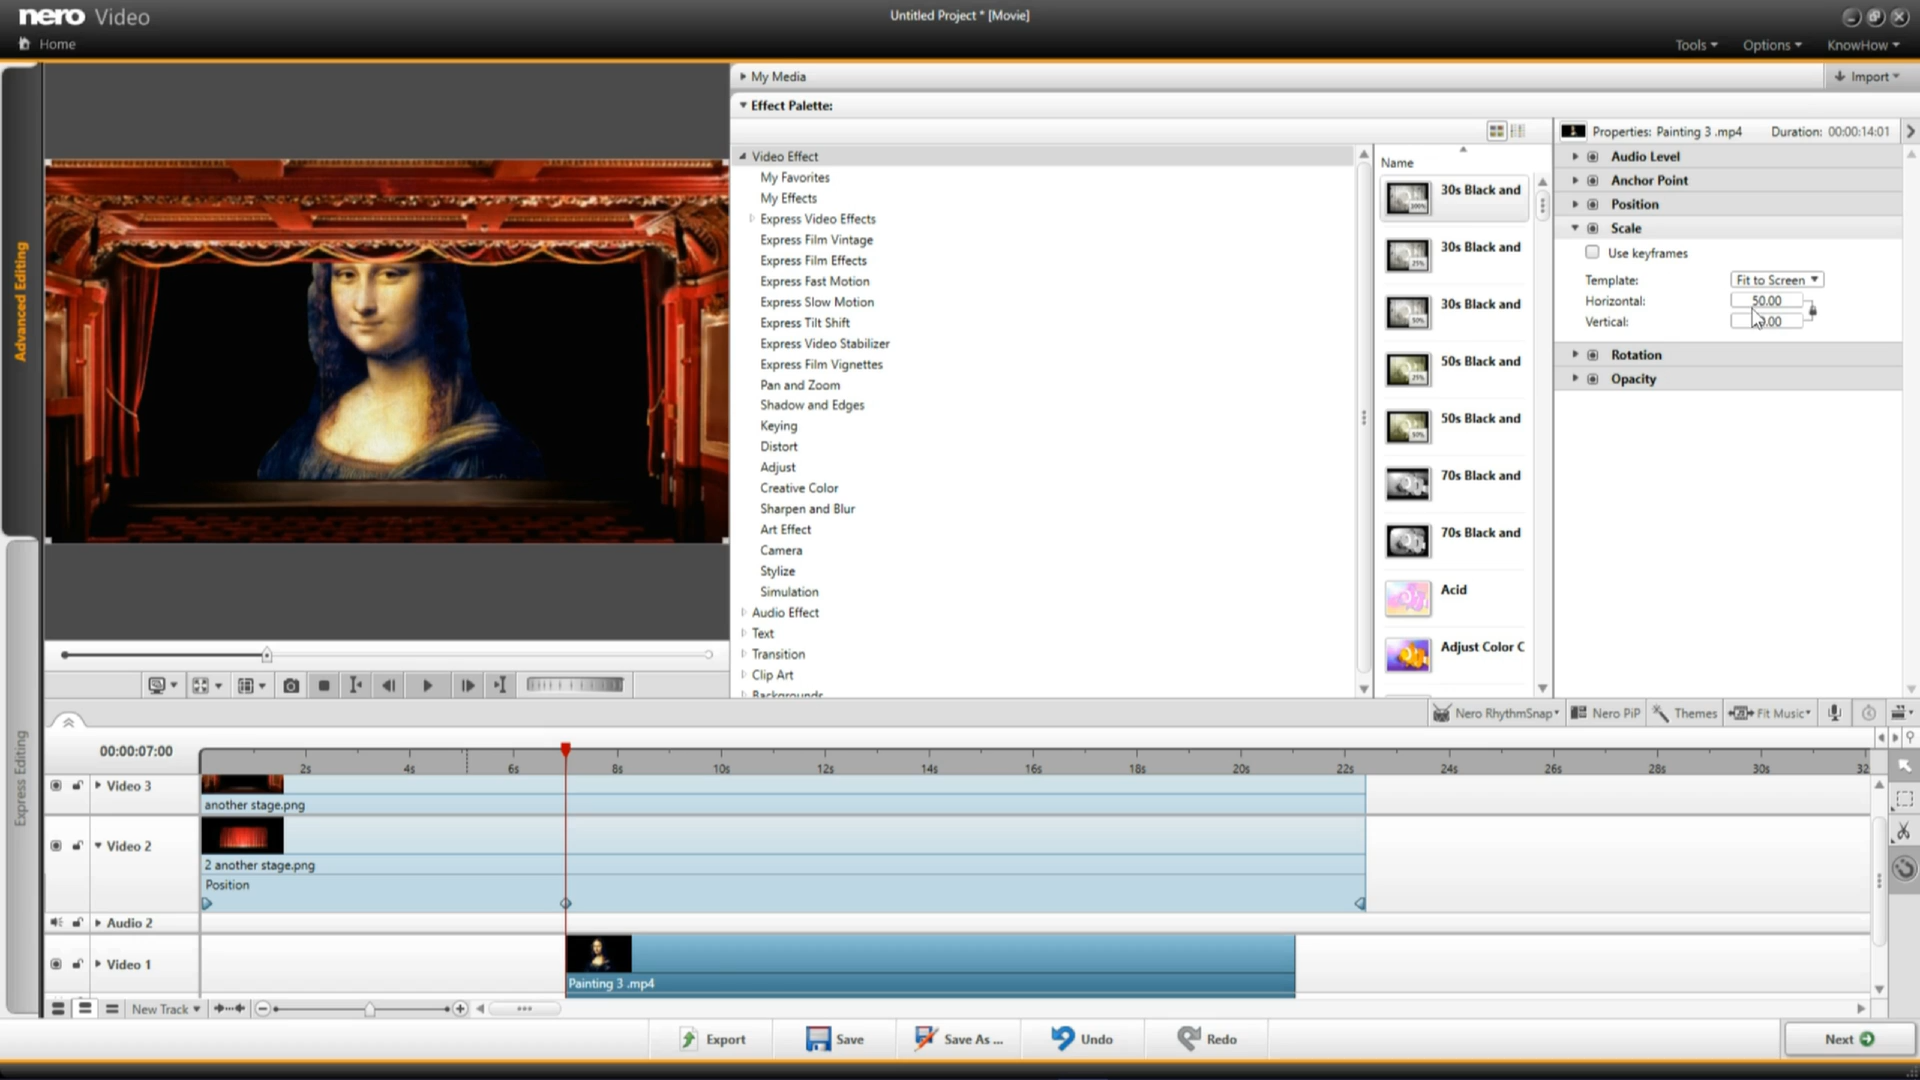 nero Video
Untitled Project * [Movie]
Home
Tools
Options
KnowHow
Advanced Editing
Express Editing
My Media
Import
Effect Palette:
Video Effect
My Favorites
My Effects
Express Video Effects
Express Film Vintage
Express Film Effects
Express Fast Motion
Express Slow Motion
Express Tilt Shift
Express Video Stabilizer
Express Film Vignettes
Pan and Zoom
Shadow and Edges
Keying
Distort
Adjust
Creative Color
Sharpen and Blur
Art Effect
Camera
Stylize
Simulation
Audio Effect
Text
Transition
Clip Art
Backgrounds
Name
30s Black and
30s Black and
30s Black and
50s Black and
50s Black and
70s Black and
70s Black and
Acid
Adjust Color C
Properties: Painting 3 .mp4 Duration: 00:00:14:01
Audio Level
Anchor Point
Position
Scale
Use keyframes
Template: Fit to Screen
Horizontal: 50.00
Vertical: .00
Rotation
Opacity
Nero RhythmSnap
Nero PiP
Themes
Fit Music
00:00:07:00
2s 4s 6s 8s 10s 12s 14s 16s 18s 20s 22s 24s 26s 28s 30s 32
Video 3
another stage.png
Video 2
2 another stage.png
Position
Audio 2
Video 1
Painting 3 .mp4
New Track
Export
Save
Save As ...
Undo
Redo
Next